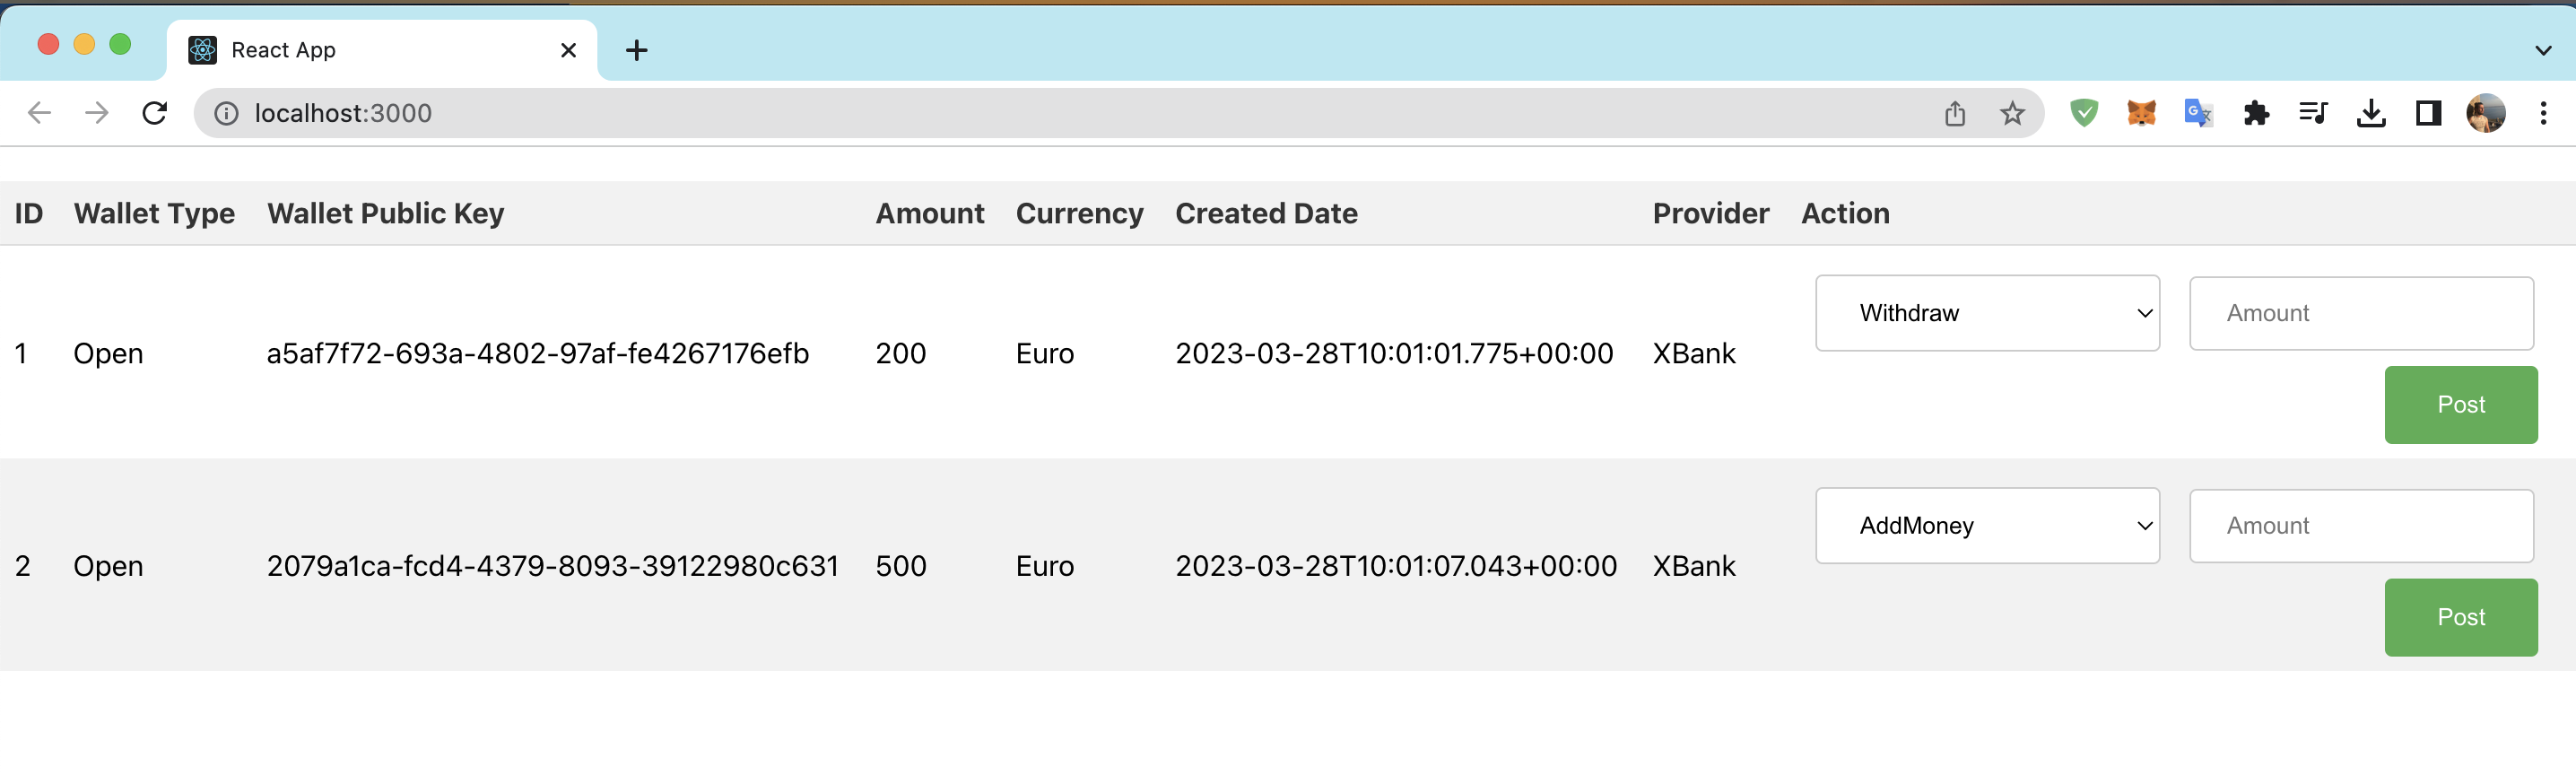 React App
localhost:3000
ID Wallet Type Wallet Public Key Amount Currency Created Date Provider Action
1 Open a5af7f72-693a-4802-97af-fe4267176efb 200 Euro 2023-03-28T10:01:01.775+00:00 XBank Withdraw Amount
Post
2 Open 2079a1ca-fcd4-4379-8093-39122980c631 500 Euro 2023-03-28T10:01:07.043+00:00 XBank AddMoney Amount
Post